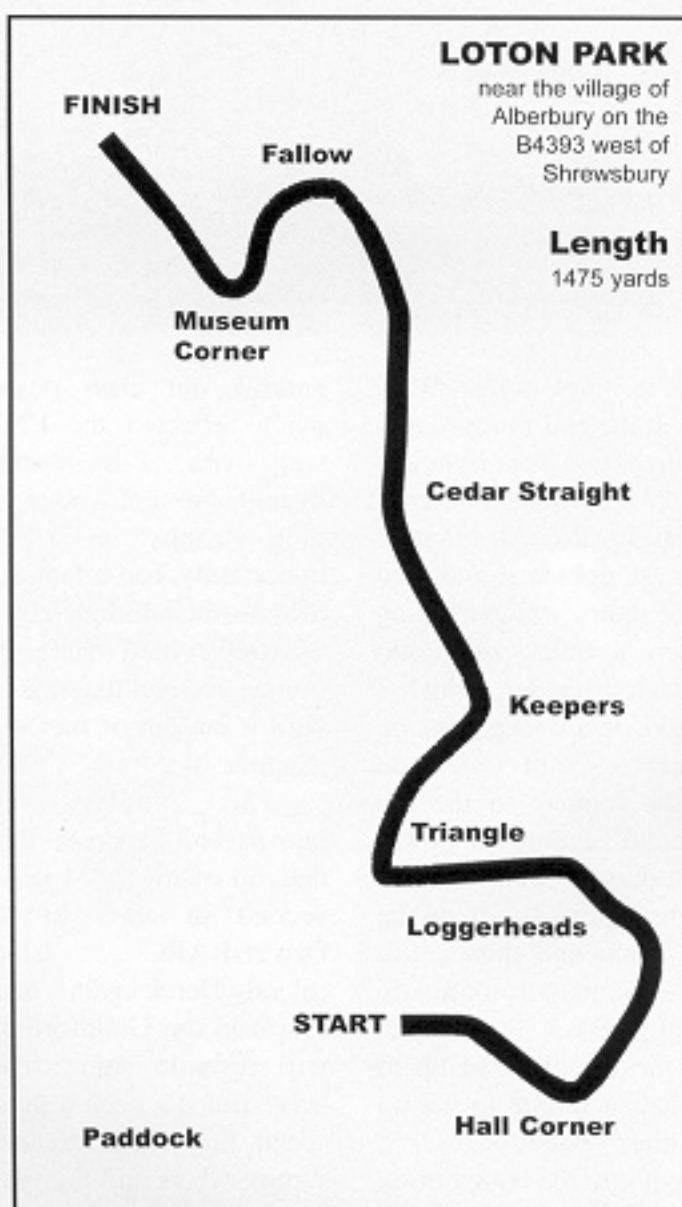 LOTON PARK
near the village of
Alberbury on the
B4393 west of
Shrewsbury
Length
1475 yards
FINISH
Fallow
Museum
Corner
Cedar Straight
Keepers
Triangle
Loggerheads
START
Hall Corner
Paddock